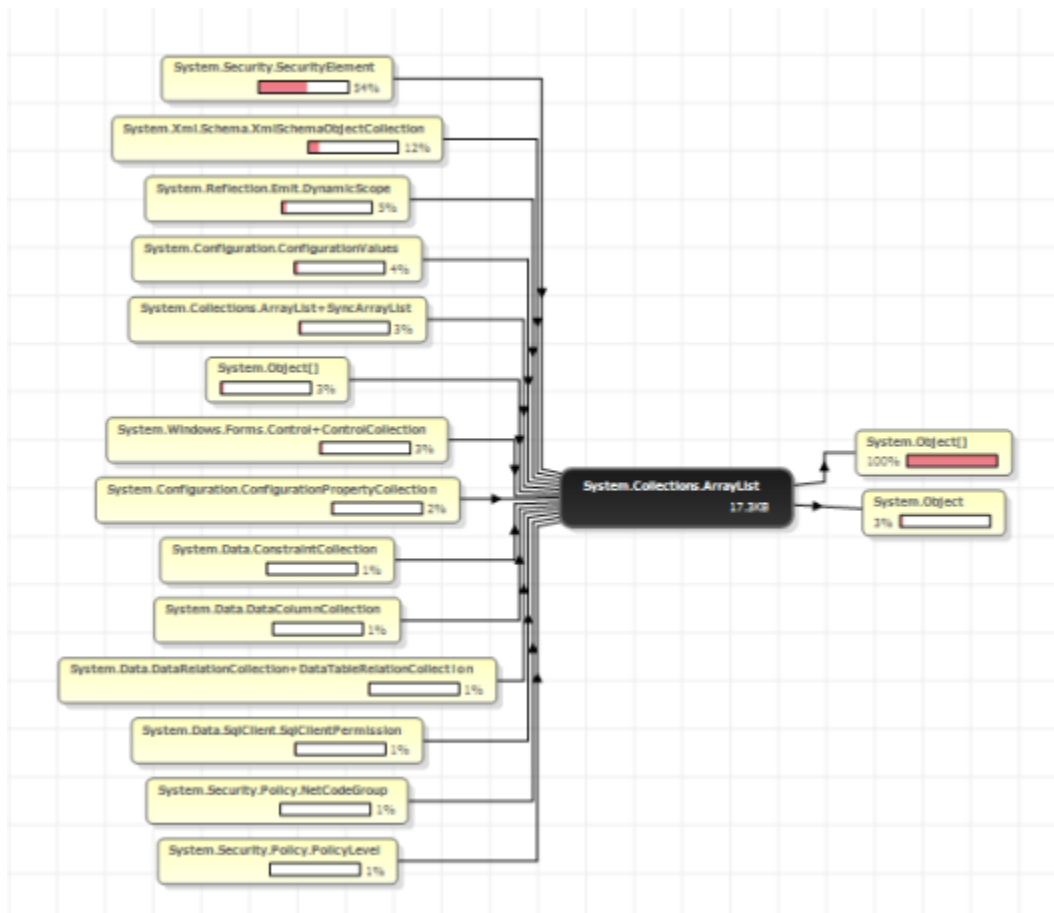 System.Security.SecurityElement
54%
System.Xml.Schema.XmlSchemaObjectCollection
12%
System.Reflection.Emit.DynamicScope
5%
System.Configuration.ConfigurationValues
4%
System.Collections.ArrayList+SyncArrayList
3%
System.Object[]
3%
System.Windows.Forms.Control+ControlCollection
3%
System.Configuration.ConfigurationPropertyCollection
2%
System.Data.ConstraintCollection
1%
System.Data.DataColumnCollection
1%
System.Data.DataRelationCollection+DataTableRelationCollection
1%
System.Data.SqlClient.SqlClientPermission
1%
System.Security.Policy.NetCodeGroup
1%
System.Security.Policy.PolicyLevel
1%
System.Collections.ArrayList
17.3KB
System.Object[]
100%
System.Object
3%